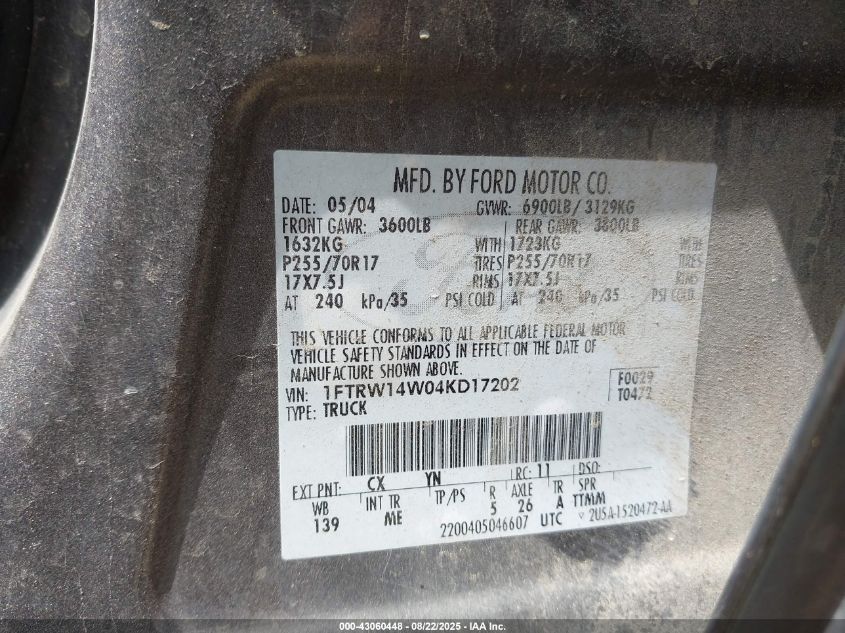 MFD. BY FORD MOTOR CO.
DATE: 05/04 GVWR: 6900LB/ 3129KG
FRONT GAWR: 3600LB REAR GAWR: 3800LB
1632KG WITH 1723KG WITH
P255/70R17 TIRES P255/70R17 TIRES
17X7.5J RIMS 17X7.5J RIMS
AT 240 kPa/35 PSI COLD AT 240 kPa/35 PSI COLD
THIS VEHICLE CONFORMS TO ALL APPLICABLE FEDERAL MOTOR
VEHICLE SAFETY STANDARDS IN EFFECT ON THE DATE OF
MANUFACTURE SHOWN ABOVE.
VIN: 1FTRW14W04KD17202 F0029
TYPE: TRUCK T0472
EXT PNT: CX YN RC: 11 DSO:
WB INT TR TP/PS R AXLE TR SPR
139 ME 5 26 A TTMM
2200405046607 UTC 2U5A-1520472-AA
000-43060448 - 08/22/2025 - IAA Inc.